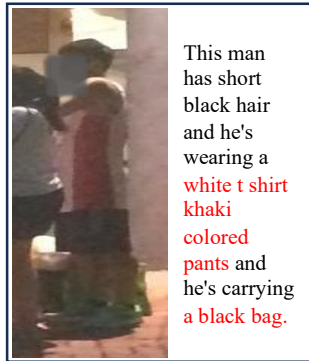 This man
has short
black hair
and he's
wearing a
white t shirt
khaki
colored
pants and
he's carrying
a black bag.